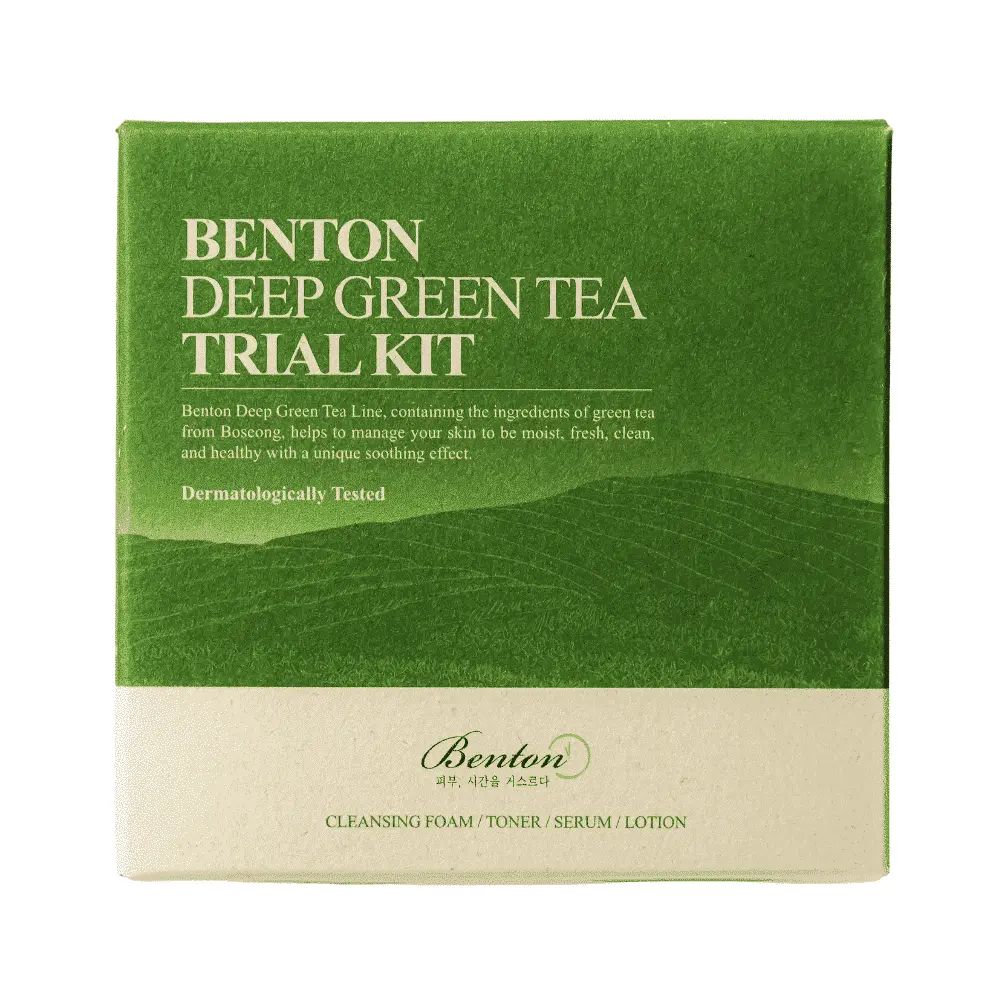 BENTON
DEEP GREEN TEA
TRIAL KIT
Benton Deep Green Tea Line, containing the ingredients of green tea
from Boseong, helps to manage your skin to be moist, fresh, clean,
and healthy with a unique soothing effect.
Dermatologically Tested
Benton
피부, 시간을 거스르다
CLEANSING FOAM / TONER / SERUM / LOTION